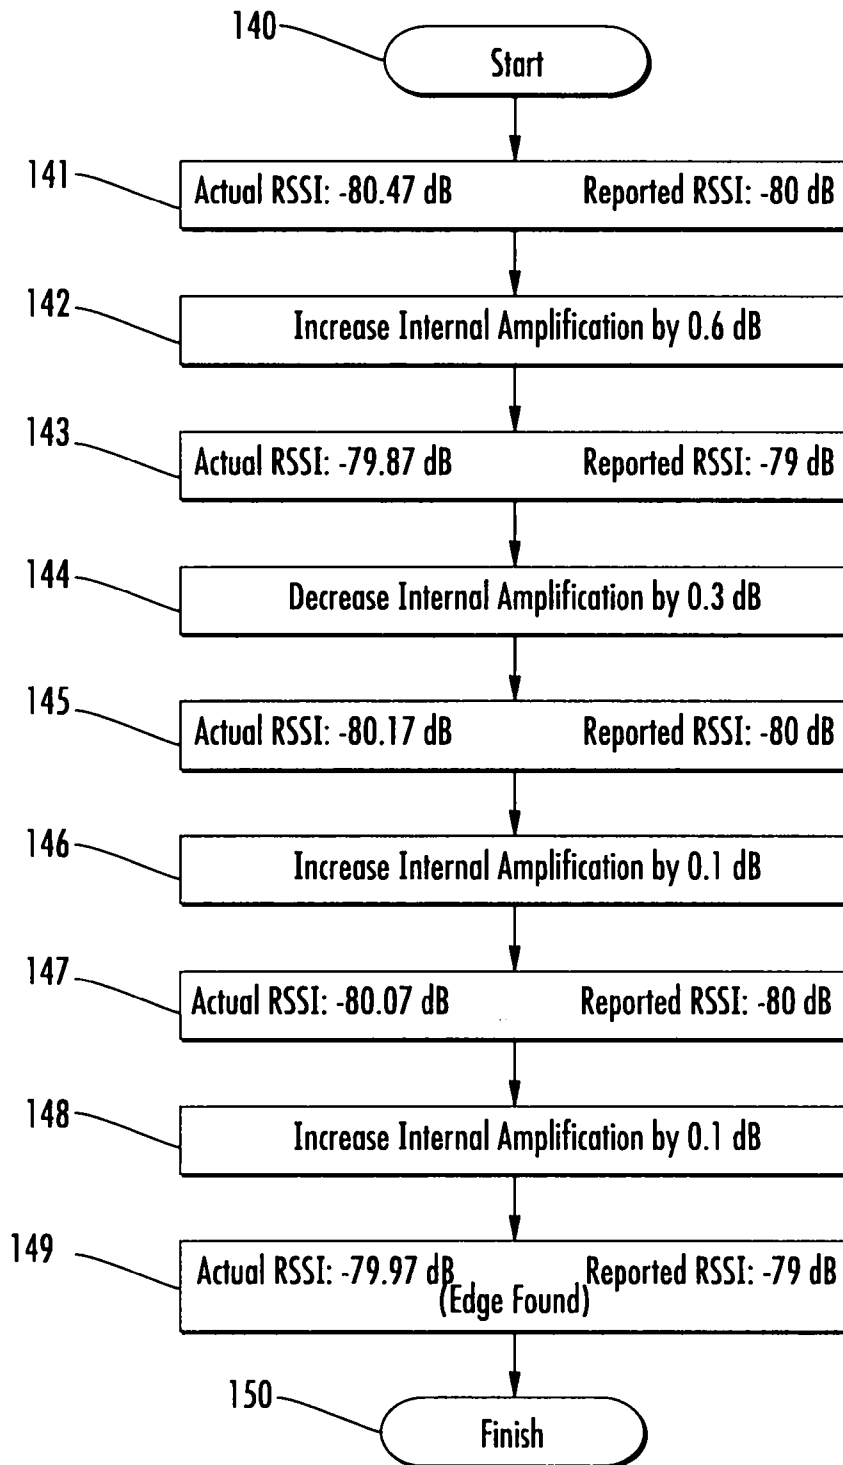 140
Start
141
Actual RSSI: -80.47 dB Reported RSSI: -80 dB
142
Increase Internal Amplification by 0.6 dB
143
Actual RSSI: -79.87 dB Reported RSSI: -79 dB
144
Decrease Internal Amplification by 0.3 dB
145
Actual RSSI: -80.17 dB Reported RSSI: -80 dB
146
Increase Internal Amplification by 0.1 dB
147
Actual RSSI: -80.07 dB Reported RSSI: -80 dB
148
Increase Internal Amplification by 0.1 dB
149
Actual RSSI: -79.97 dB Reported RSSI: -79 dB
(Edge Found)
150
Finish